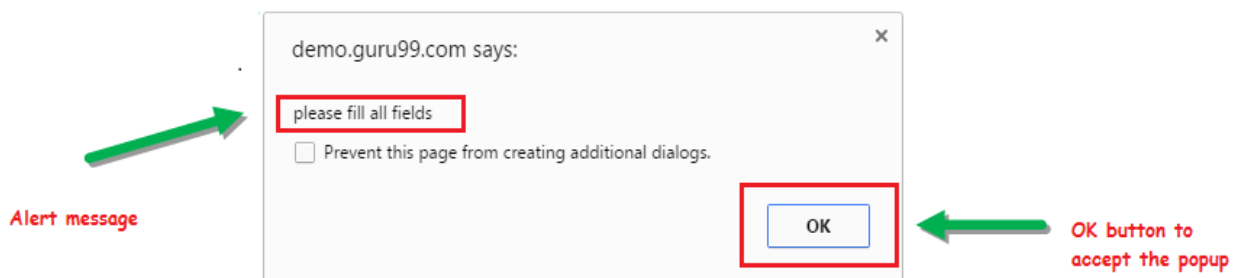 demo.guru99.com says:
×
please fill all fields
Prevent this page from creating additional dialogs.
Alert message
OK
OK button to
accept the popup